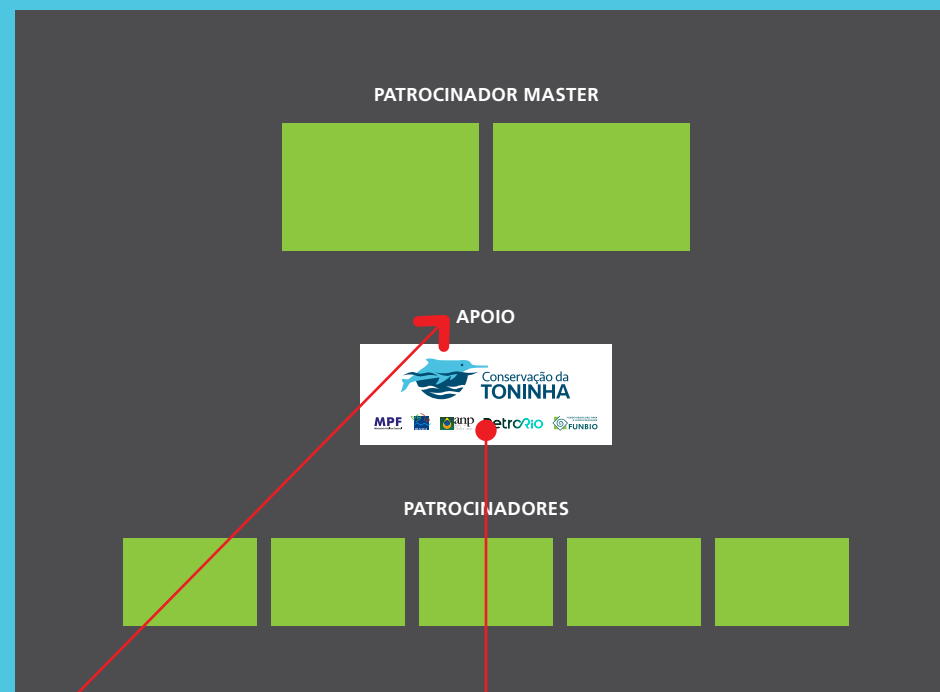 PATROCINADOR MASTER
APOIO
Conservação da
TONINHA
MPF
anp
PetroRio
FUNBIO
PATROCINADORES